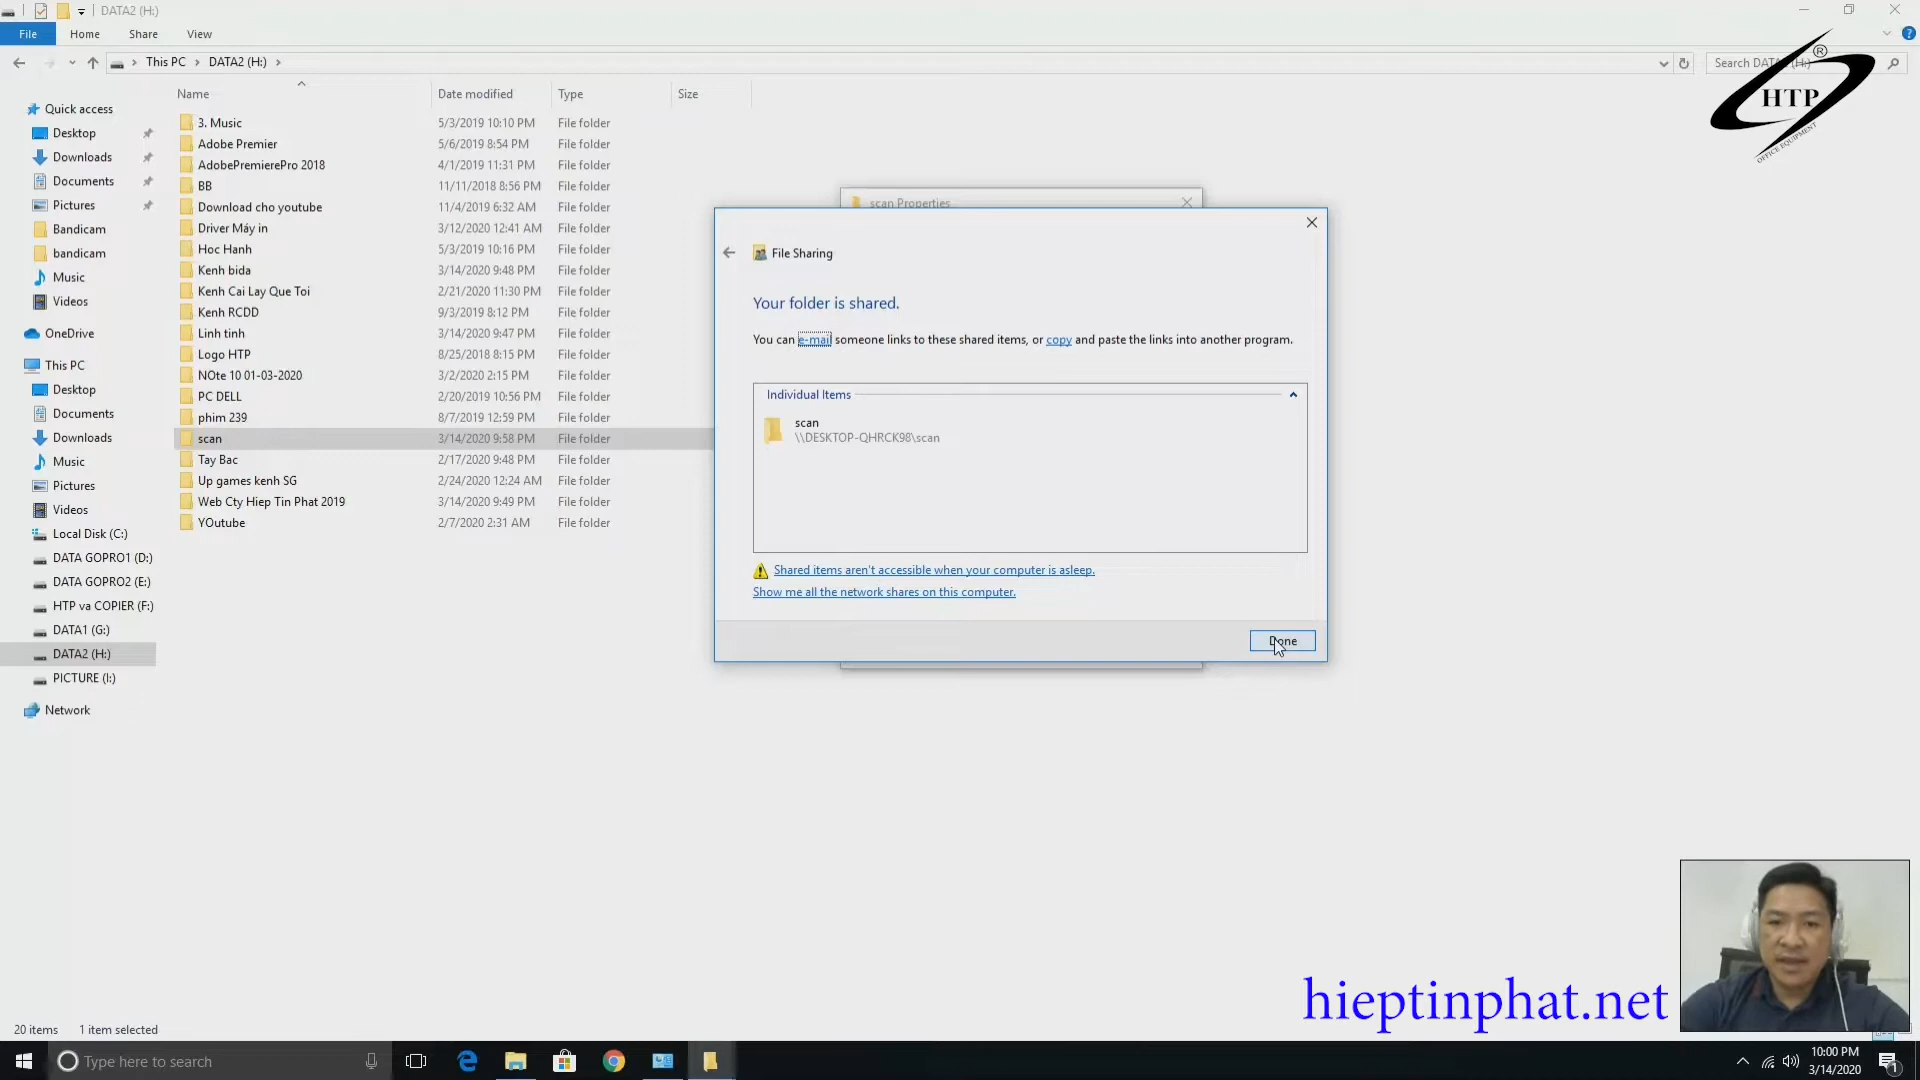 DATA2 (H:)
File
Home
Share
View
This PC
DATA2 (H:)
Search DATA2 (H:)
HTP
®
OFFICE EQUIPMENT
Name
Date modified
Type
Size
Quick access
Desktop
Downloads
Documents
Pictures
Bandicam
bandicam
Music
Videos
OneDrive
This PC
Desktop
Documents
Downloads
Music
Pictures
Videos
Local Disk (C:)
DATA GOPRO1 (D:)
DATA GOPRO2 (E:)
HTP va COPIER (F:)
DATA1 (G:)
DATA2 (H:)
PICTURE (I:)
Network
3. Music 5/3/2019 10:10 PM File folder
Adobe Premier 5/6/2019 8:54 PM File folder
AdobePremierePro 2018 4/1/2019 11:31 PM File folder
BB 11/11/2018 8:56 PM File folder
Download cho youtube 11/4/2019 6:32 AM File folder
Driver Máy in 3/12/2020 12:41 AM File folder
Hoc Hanh 5/3/2019 10:16 PM File folder
Kenh bida 3/14/2020 9:48 PM File folder
Kenh Cai Lay Que Toi 2/21/2020 11:30 PM File folder
Kenh RCDD 9/3/2019 8:12 PM File folder
Linh tinh 3/14/2020 9:47 PM File folder
Logo HTP 8/25/2018 8:15 PM File folder
NOte 10 01-03-2020 3/2/2020 2:15 PM File folder
PC DELL 2/20/2019 10:56 PM File folder
phim 239 8/7/2019 12:59 PM File folder
scan 3/14/2020 9:58 PM File folder
Tay Bac 2/17/2020 9:48 PM File folder
Up games kenh SG 2/24/2020 12:24 AM File folder
Web Cty Hiep Tin Phat 2019 3/14/2020 9:49 PM File folder
YOutube 2/7/2020 2:31 AM File folder
scan Properties
File Sharing
Your folder is shared.
You can e-mail someone links to these shared items, or copy and paste the links into another program.
Individual Items
scan
\\DESKTOP-QHRCK98\scan
Shared items aren't accessible when your computer is asleep.
Show me all the network shares on this computer.
Done
hieptinphat.net
20 items
1 item selected
Type here to search
10:00 PM
3/14/2020
1